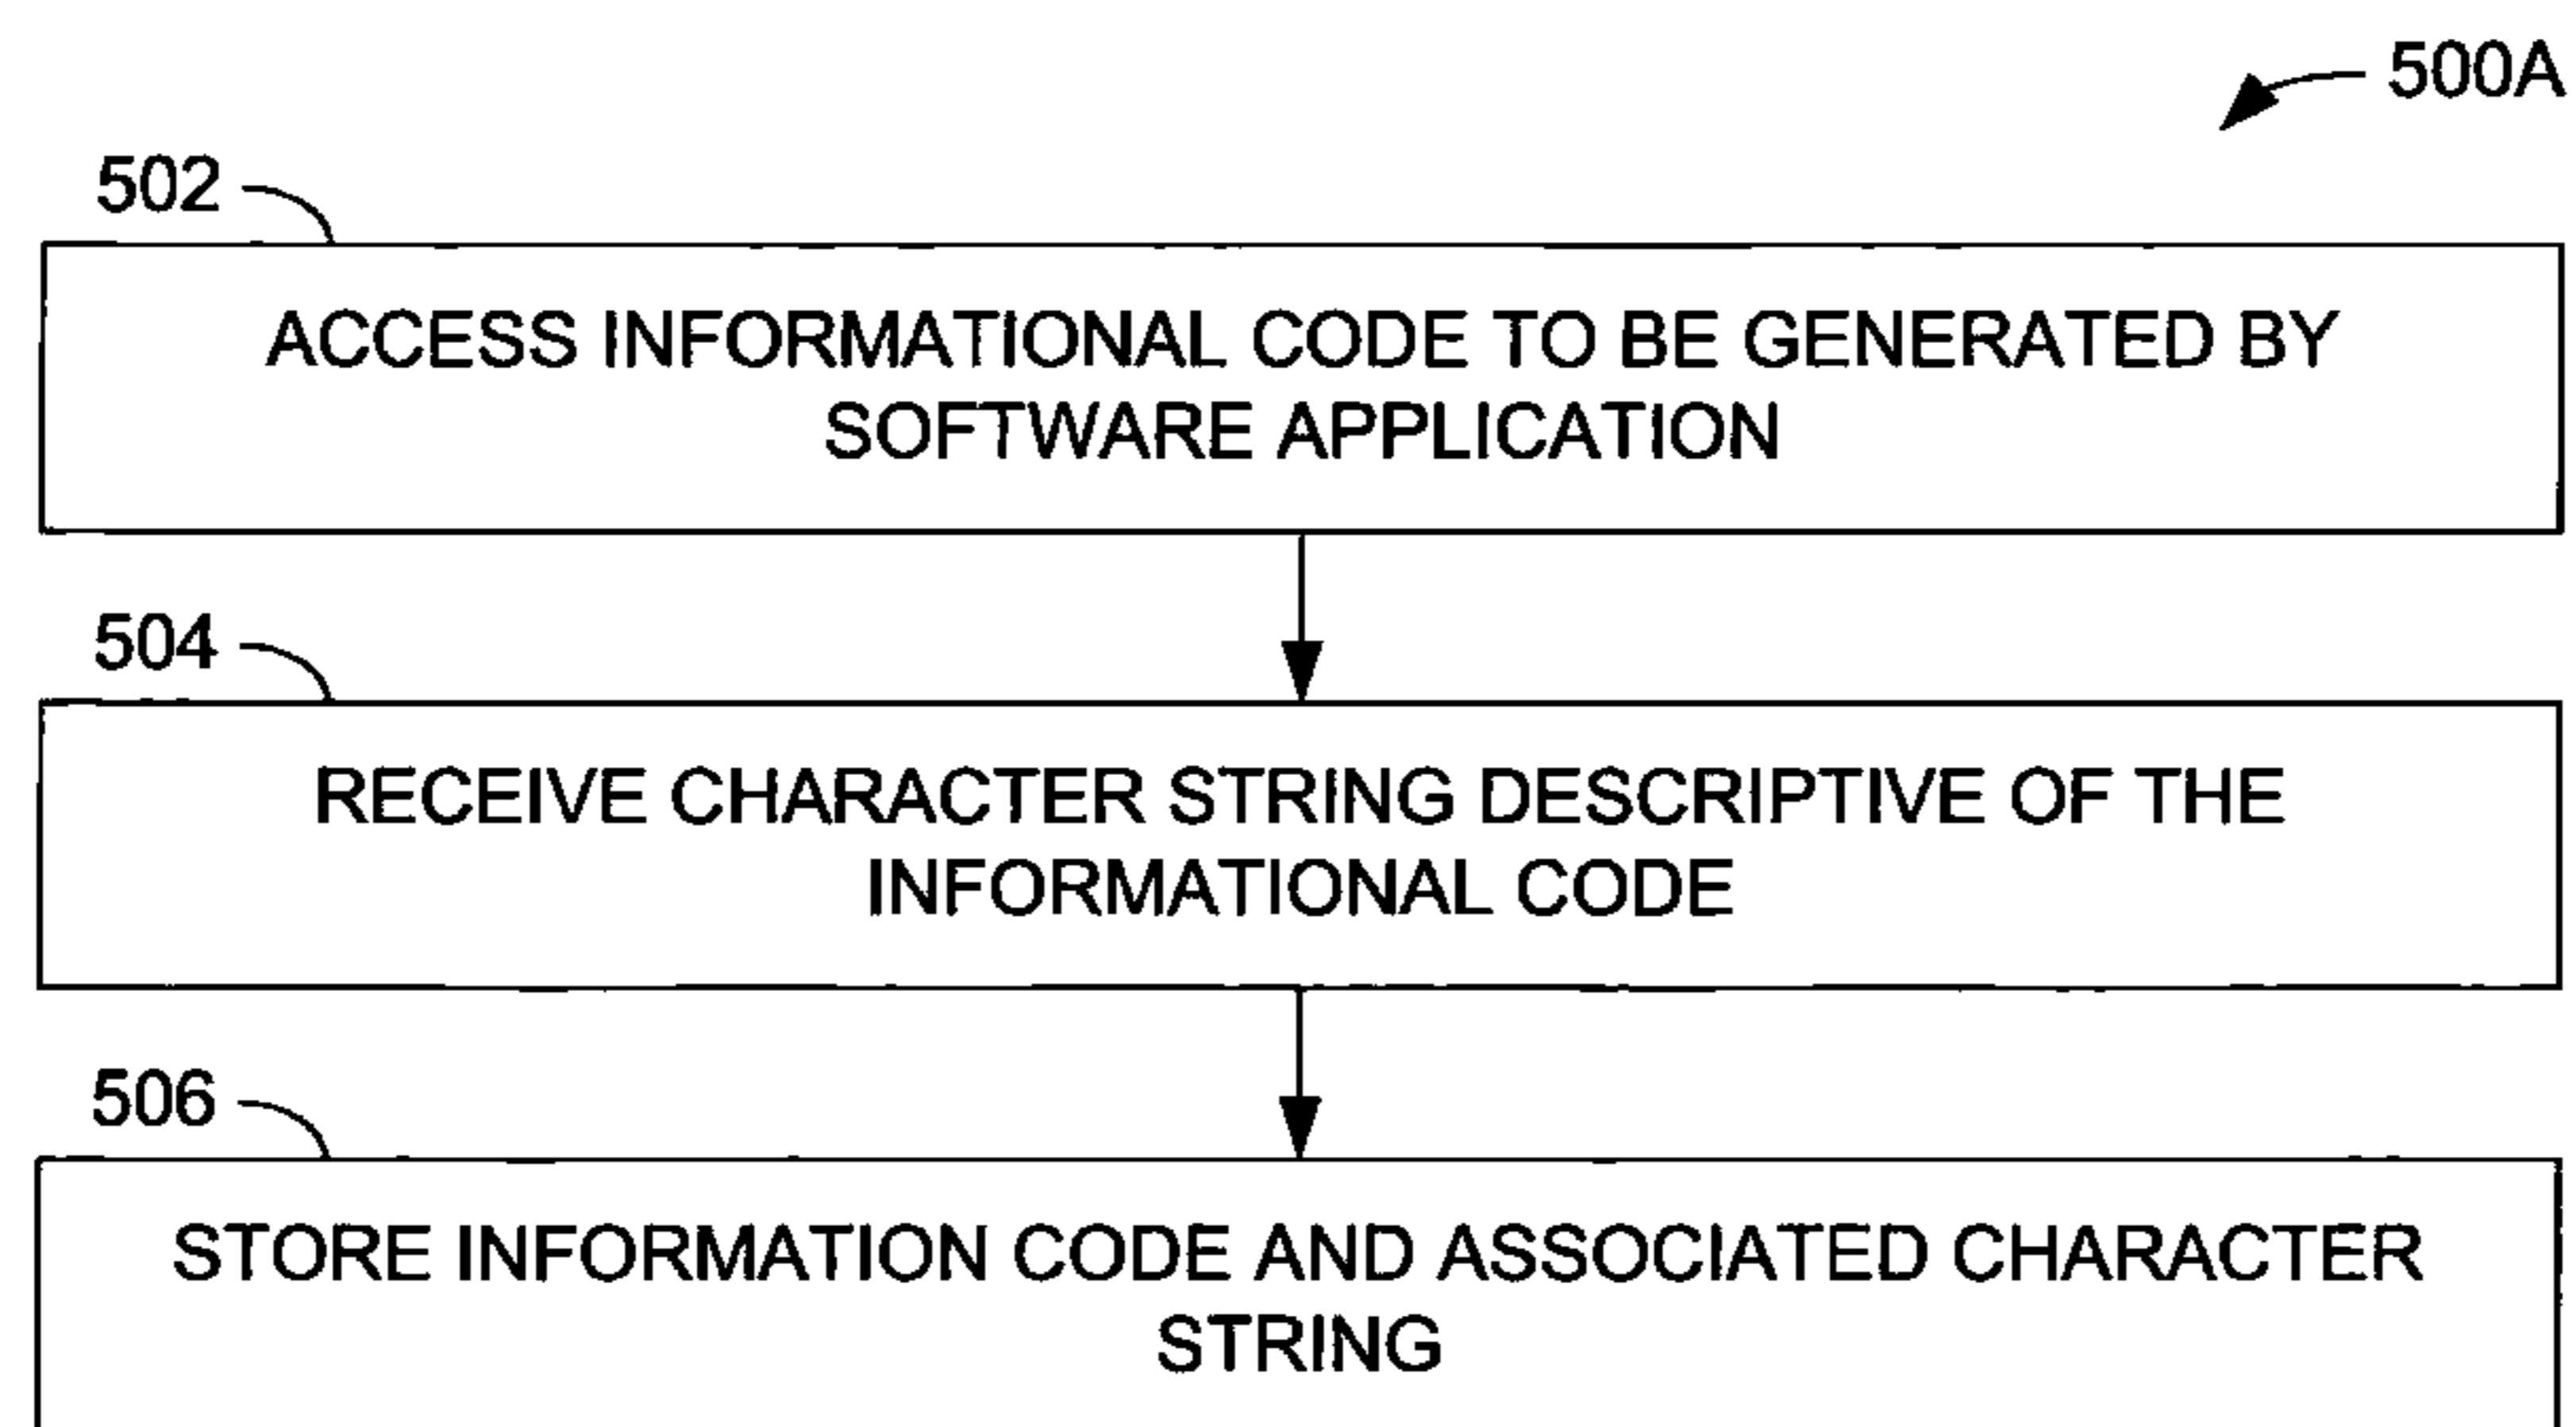 500A
502
ACCESS INFORMATIONAL CODE TO BE GENERATED BY
SOFTWARE APPLICATION
504
RECEIVE CHARACTER STRING DESCRIPTIVE OF THE
INFORMATIONAL CODE
506
STORE INFORMATION CODE AND ASSOCIATED CHARACTER
STRING